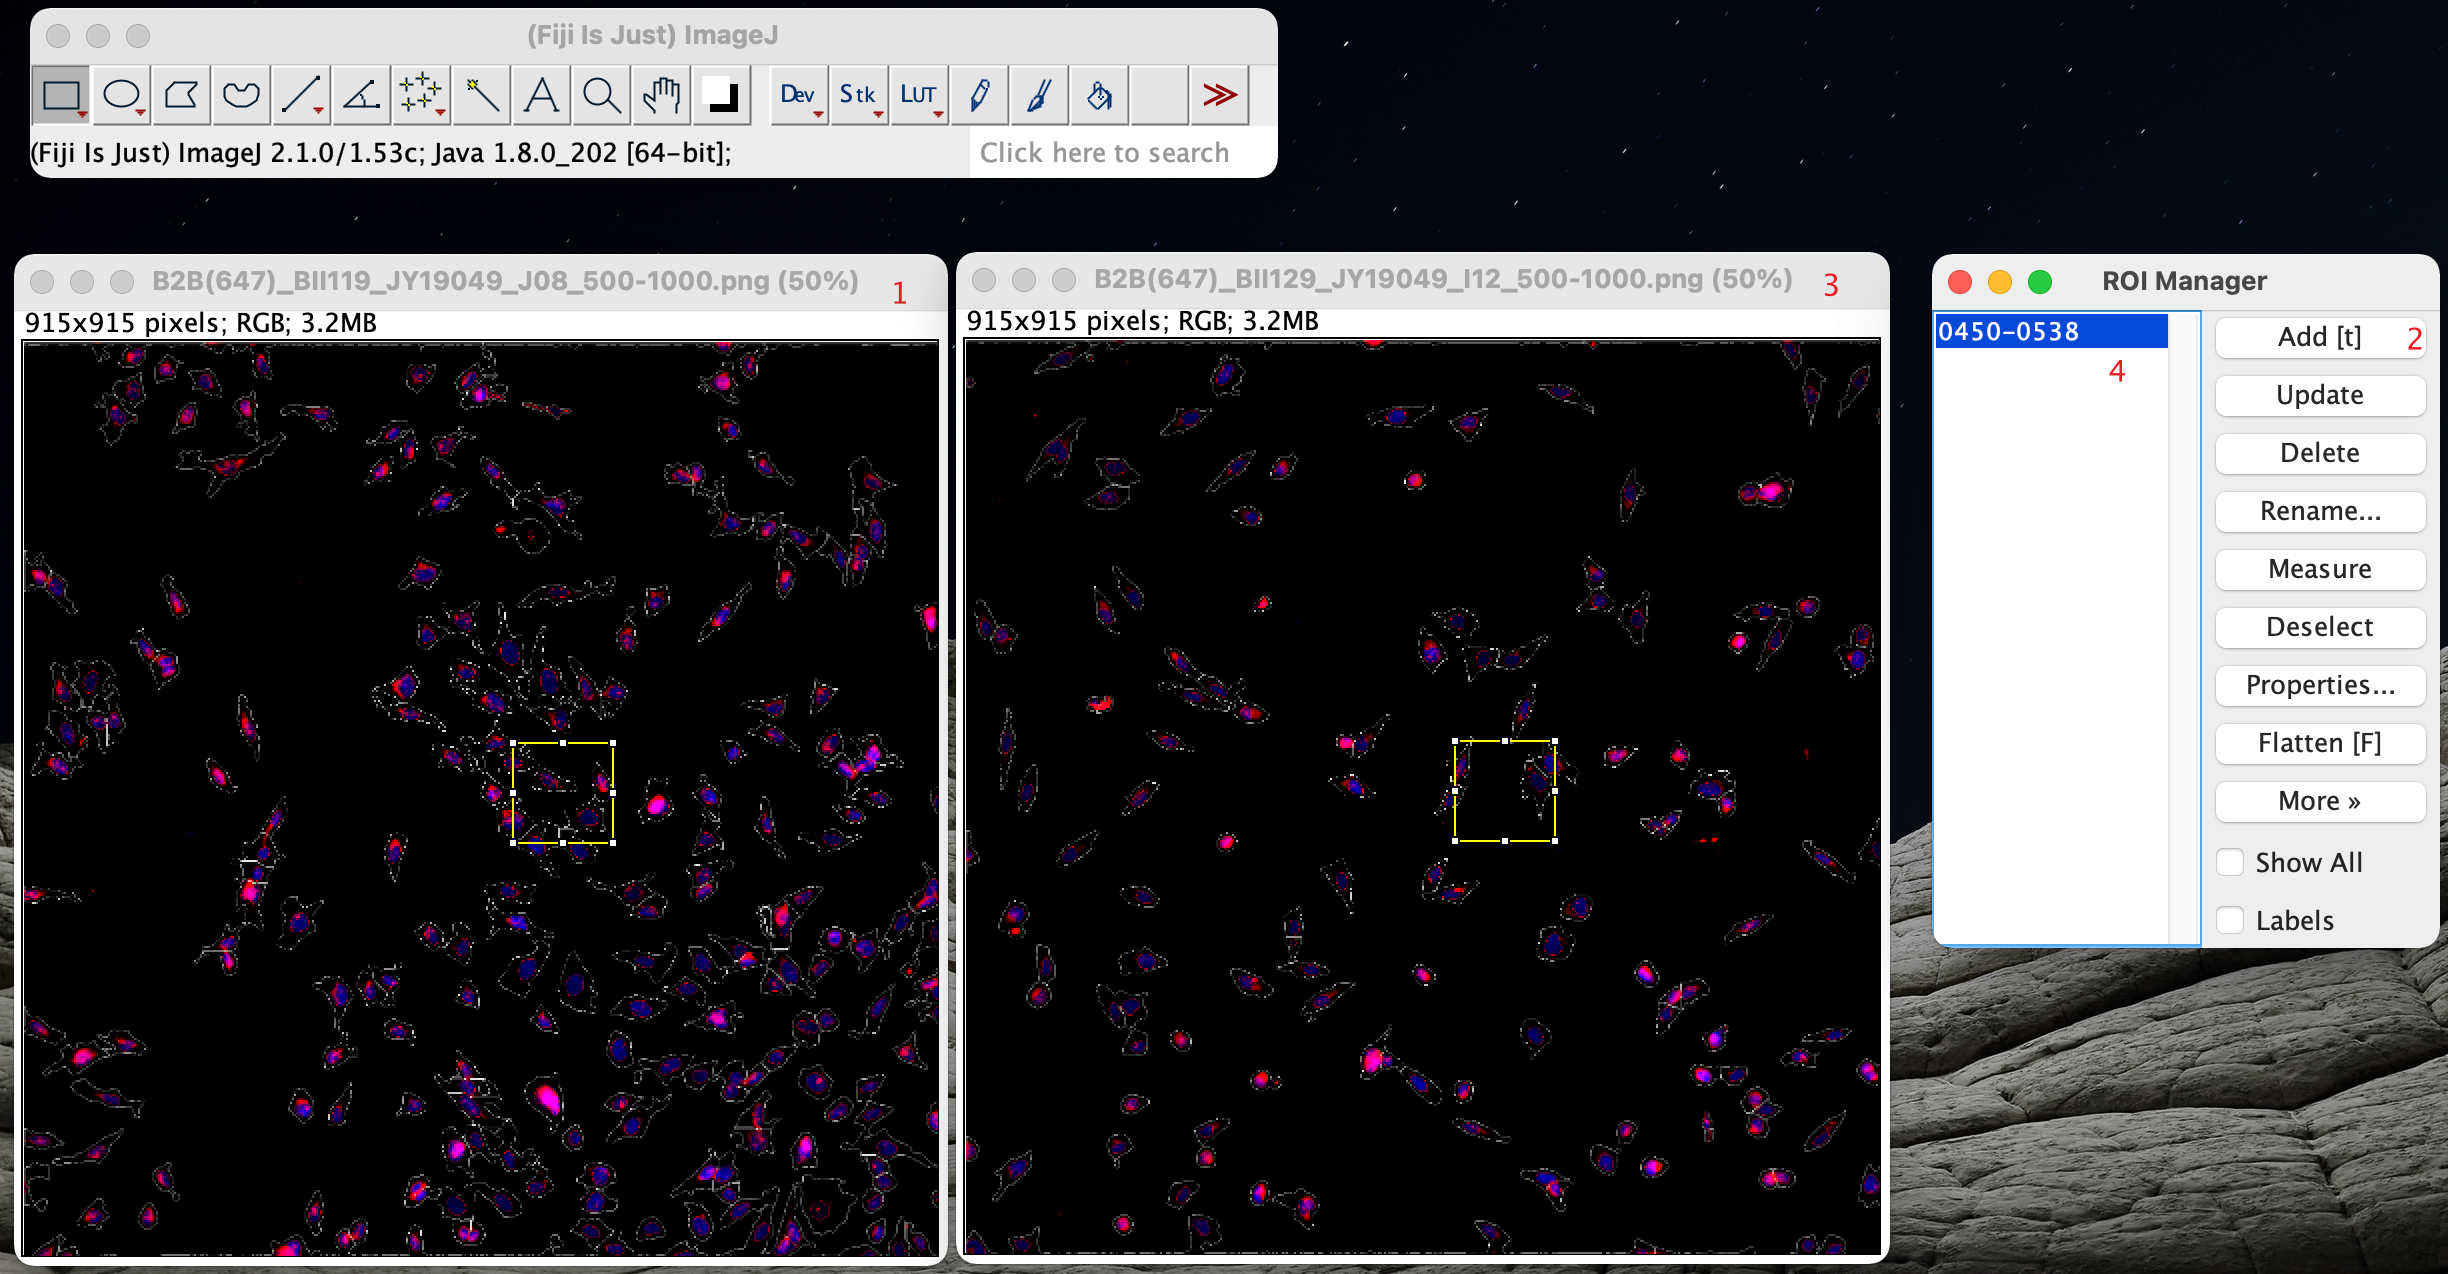 (Fiji Is Just) ImageJ
Dev Stk LUT >>
(Fiji Is Just) ImageJ 2.1.0/1.53c; Java 1.8.0_202 [64-bit];
Click here to search
B2B(647)_BII119_JY19049_J08_500-1000.png (50%) 1
915x915 pixels; RGB; 3.2MB
B2B(647)_BII129_JY19049_I12_500-1000.png (50%) 3
915x915 pixels; RGB; 3.2MB
ROI Manager
0450-0538
4
Add [t] 2
Update
Delete
Rename...
Measure
Deselect
Properties...
Flatten [F]
More »
Show All
Labels